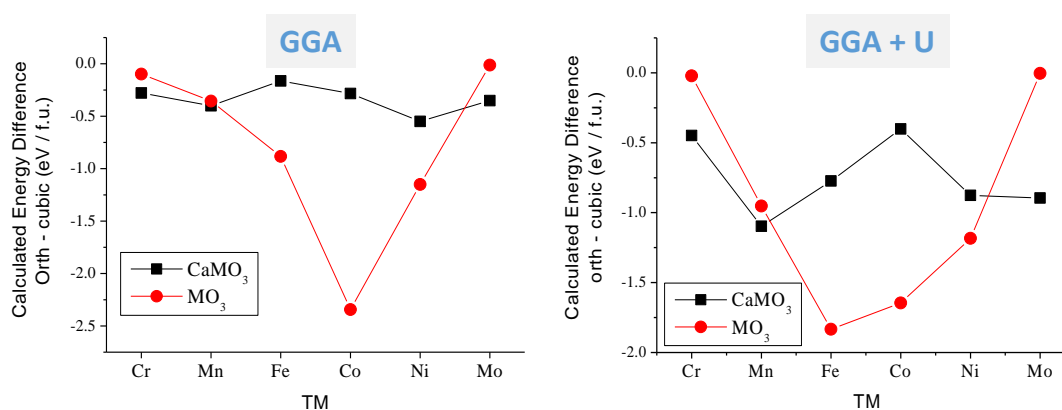 GGA
Calculated Energy Difference
Orth - cubic (eV / f.u.)
0.0
-0.5
-1.0
-1.5
-2.0
-2.5
CaMO3
MO3
Cr Mn Fe Co Ni Mo
TM
GGA + U
Calculated Energy Difference
orth - cubic (eV / f.u.)
0.0
-0.5
-1.0
-1.5
-2.0
CaMO3
MO3
Cr Mn Fe Co Ni Mo
TM